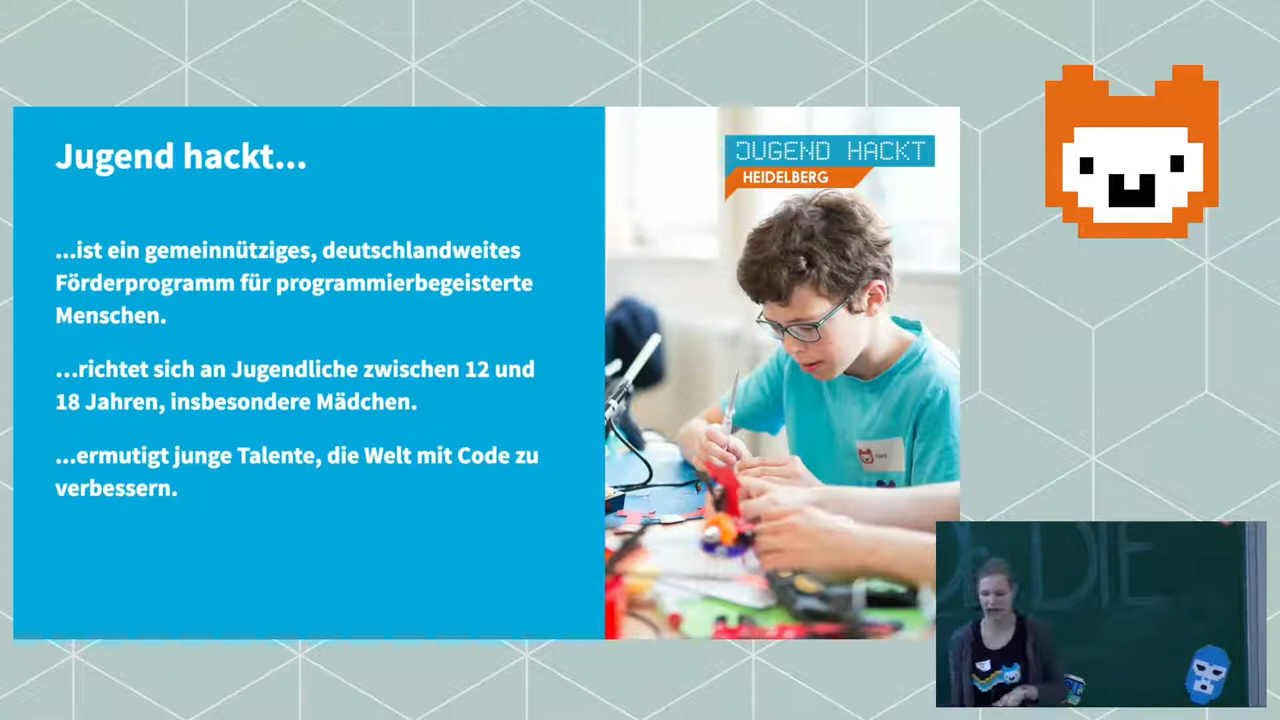 Jugend hackt...
...ist ein gemeinnütziges, deutschlandweites
Förderprogramm für programmierbegeisterte
Menschen.
...richtet sich an Jugendliche zwischen 12 und
18 Jahren, insbesondere Mädchen.
...ermutigt junge Talente, die Welt mit Code zu
verbessern.
JUGEND HACKT
HEIDELBERG
DIE